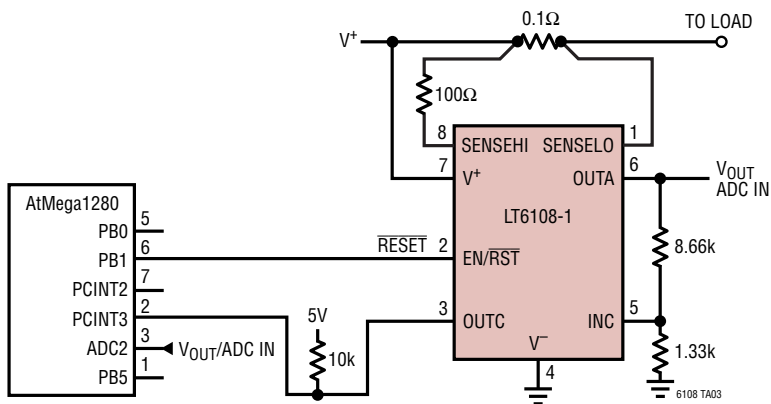 0.1Ω
TO LOAD
V+
100Ω
8 SENSEHI SENSELO 1
7 V+ OUTA 6
VOUT
ADC IN
LT6108-1
AtMega1280
PB0 5
PB1 6
RESET 2 EN/RST
8.66k
PCINT2 7
PCINT3 2
5V
3 OUTC INC 5
ADC2 3
VOUT/ADC IN
10k
V–
1.33k
PB5 1
4
6108 TA03